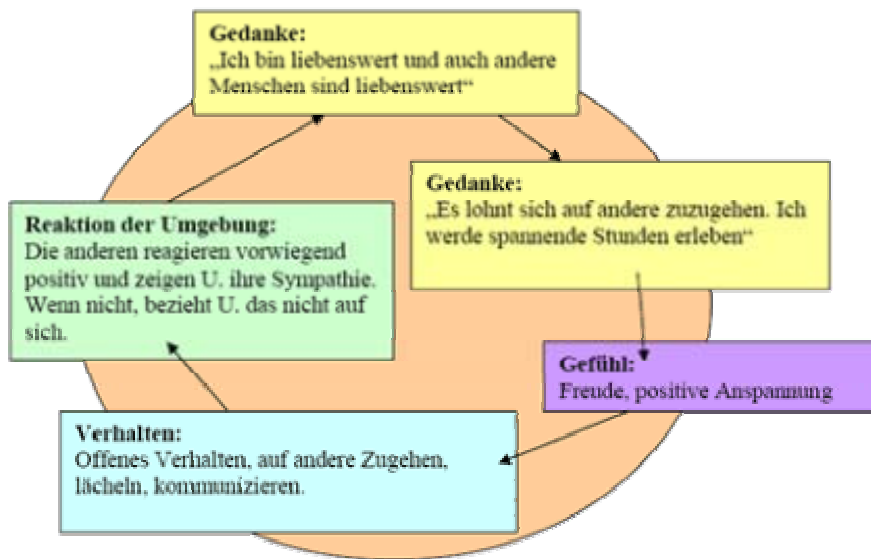 Gedanke:
„Ich bin liebenswert und auch andere
Menschen sind liebenswert“
Gedanke:
„Es lohnt sich auf andere zuzugehen. Ich
werde spannende Stunden erleben“
Gefühl:
Freude, positive Anspannung
Verhalten:
Offenes Verhalten, auf andere Zugehen,
lächeln, kommunizieren.
Reaktion der Umgebung:
Die anderen reagieren vorwiegend
positiv und zeigen U. ihre Sympathie.
Wenn nicht, bezieht U. das nicht auf
sich.